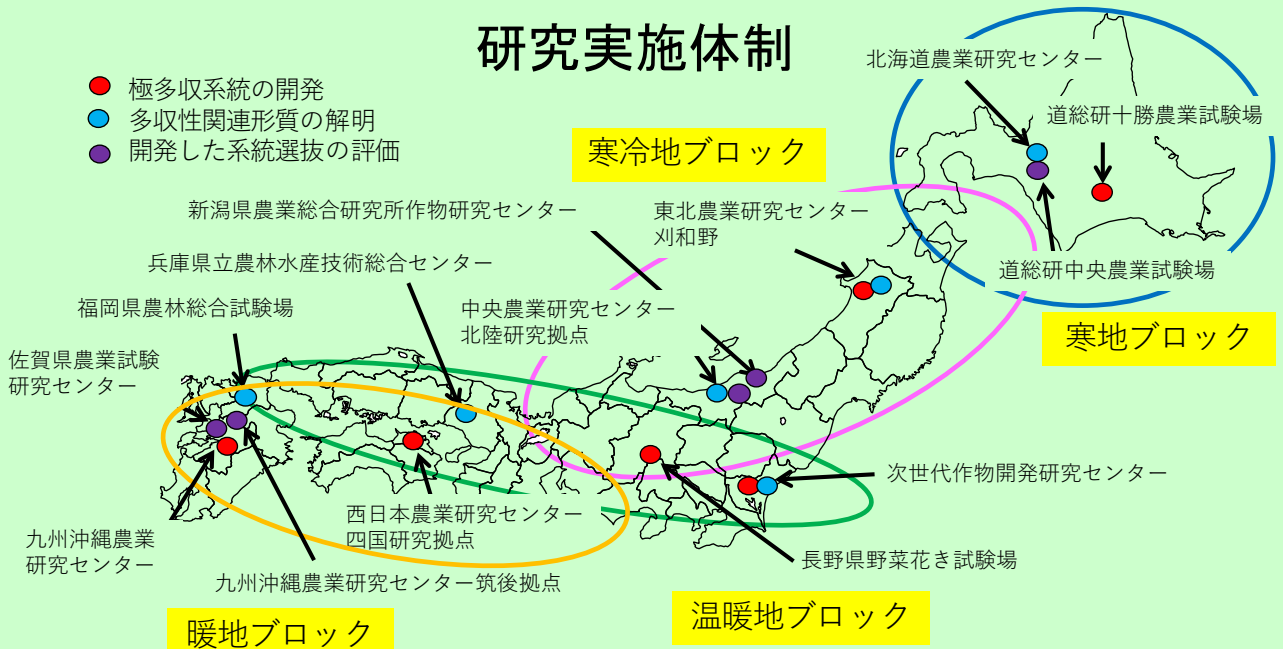 研究実施体制
極多収系統の開発
多収性関連形質の解明
開発した系統選抜の評価
北海道農業研究センター
道総研十勝農業試験場
寒冷地ブロック
新潟県農業総合研究所作物研究センター
東北農業研究センター
刈和野
兵庫県立農林水産技術総合センター
道総研中央農業試験場
福岡県農林総合試験場
中央農業研究センター
北陸研究拠点
寒地ブロック
佐賀県農業試験
研究センター
次世代作物開発研究センター
西日本農業研究センター
四国研究拠点
九州沖縄農業
研究センター
長野県野菜花き試験場
九州沖縄農業研究センター筑後拠点
温暖地ブロック
暖地ブロック